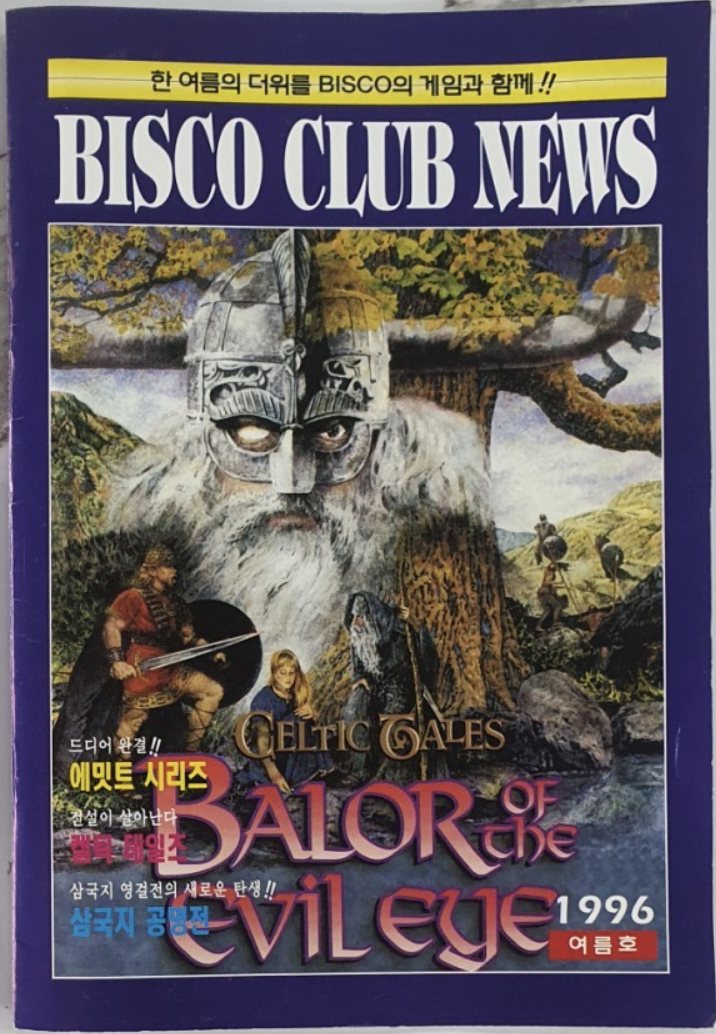 한 여름의 더위를 BISCO의 게임과 함께!!
BISCO CLUB NEWS
CELTIC TALES
드디어 완결!!
에밋트 시리즈
BALOR OF the EVIL EYE
전설이 살아난다
켈틱 테일즈
삼국지 영걸전의 새로운 탄생!!
삼국지 공명전
1996
여름호